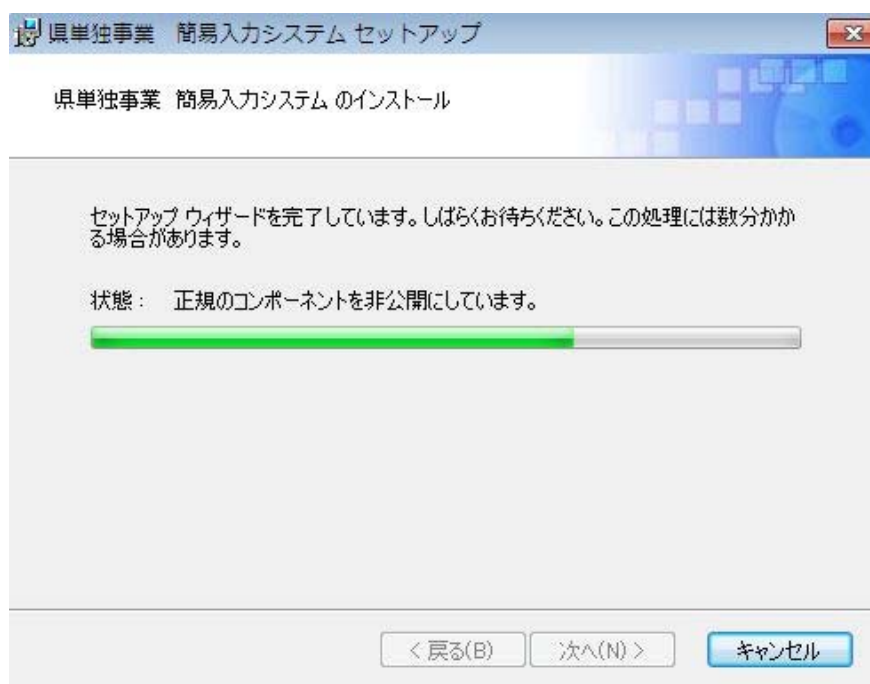 県単独事業　簡易入力システム セットアップ
県単独事業　簡易入力システム のインストール
セットアップ ウィザードを完了しています。しばらくお待ちください。この処理には数分かか
る場合があります。
状態：　正規のコンポーネントを非公開にしています。
< 戻る(B)　次へ(N) >　キャンセル